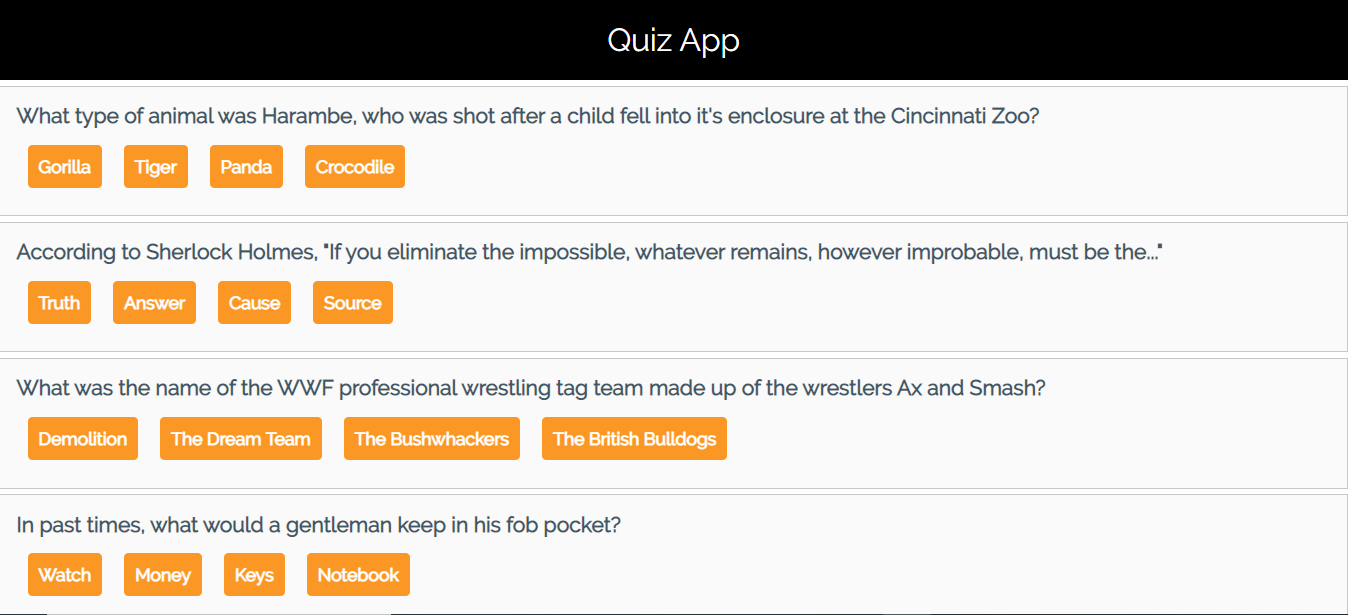 Quiz App
What type of animal was Harambe, who was shot after a child fell into it's enclosure at the Cincinnati Zoo?
Gorilla Tiger Panda Crocodile
According to Sherlock Holmes, "If you eliminate the impossible, whatever remains, however improbable, must be the..."
Truth Answer Cause Source
What was the name of the WWF professional wrestling tag team made up of the wrestlers Ax and Smash?
Demolition The Dream Team The Bushwhackers The British Bulldogs
In past times, what would a gentleman keep in his fob pocket?
Watch Money Keys Notebook